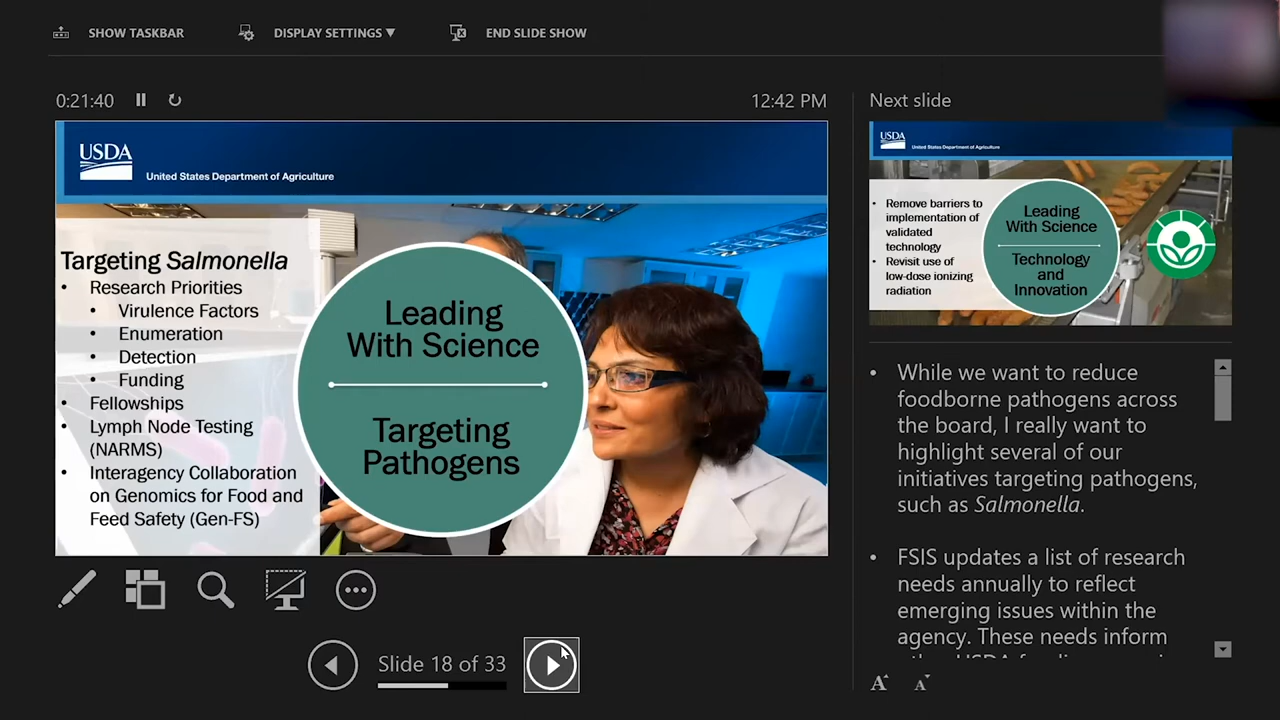 SHOW TASKBAR
DISPLAY SETTINGS ▼
END SLIDE SHOW
0:21:40
12:42 PM
USDA
United States Department of Agriculture
Targeting Salmonella
• Research Priorities
• Virulence Factors
• Enumeration
• Detection
• Funding
• Fellowships
• Lymph Node Testing
(NARMS)
• Interagency Collaboration
on Genomics for Food and
Feed Safety (Gen-FS)
Leading
With Science
Targeting
Pathogens
Slide 18 of 33
Next slide
USDA
United States Department of Agriculture
• Remove barriers to
implementation of
validated
technology
• Revisit use of
low-dose ionizing
radiation
Leading
With Science
Technology
and
Innovation
• While we want to reduce
foodborne pathogens across
the board, I really want to
highlight several of our
initiatives targeting pathogens,
such as Salmonella.
• FSIS updates a list of research
needs annually to reflect
emerging issues within the
agency. These needs inform
A A